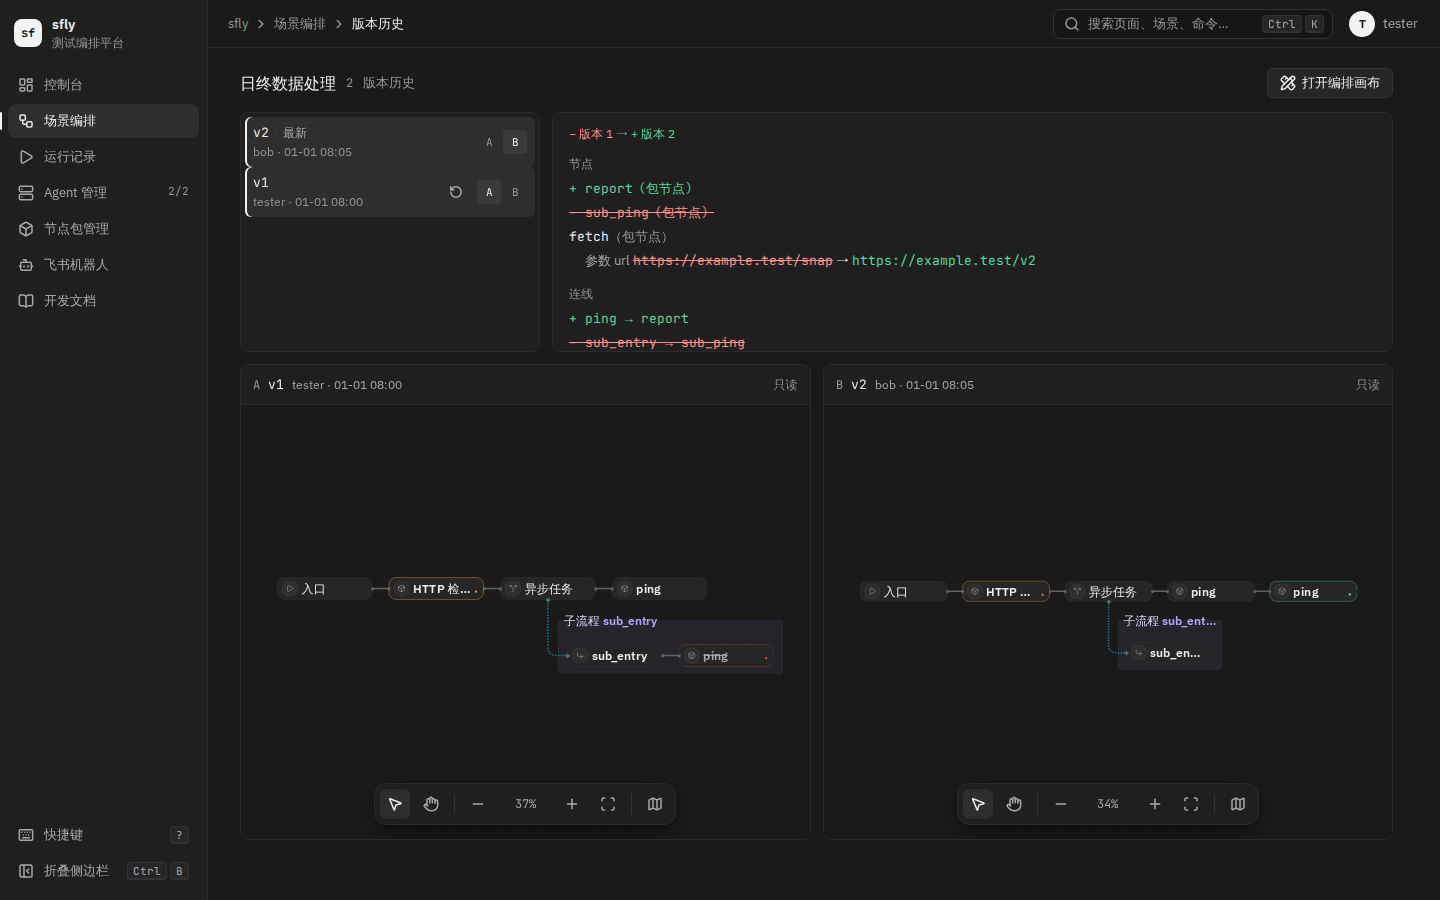 sf
sfly
测试编排平台
控制台
场景编排
运行记录
Agent 管理 2/2
节点包管理
飞书机器人
开发文档
快捷键 ?
折叠侧边栏 Ctrl B
sfly 场景编排 版本历史
搜索页面、场景、命令... Ctrl K
T tester
日终数据处理 2 版本历史
打开编排画布
v2 最新 A B
bob · 01-01 08:05
v1 A B
tester · 01-01 08:00
− 版本 1 → + 版本 2
节点
+ report（包节点）
- sub_ping（包节点）
fetch（包节点）
参数 url https://example.test/snap → https://example.test/v2
连线
+ ping → report
- sub_entry → sub_ping
A v1 tester · 01-01 08:00 只读
入口
HTTP 检...
异步任务
ping
子流程 sub_entry
sub_entry
ping
37%
B v2 bob · 01-01 08:05 只读
入口
HTTP ...
异步任务
ping
ping
子流程 sub_ent...
sub_en...
34%